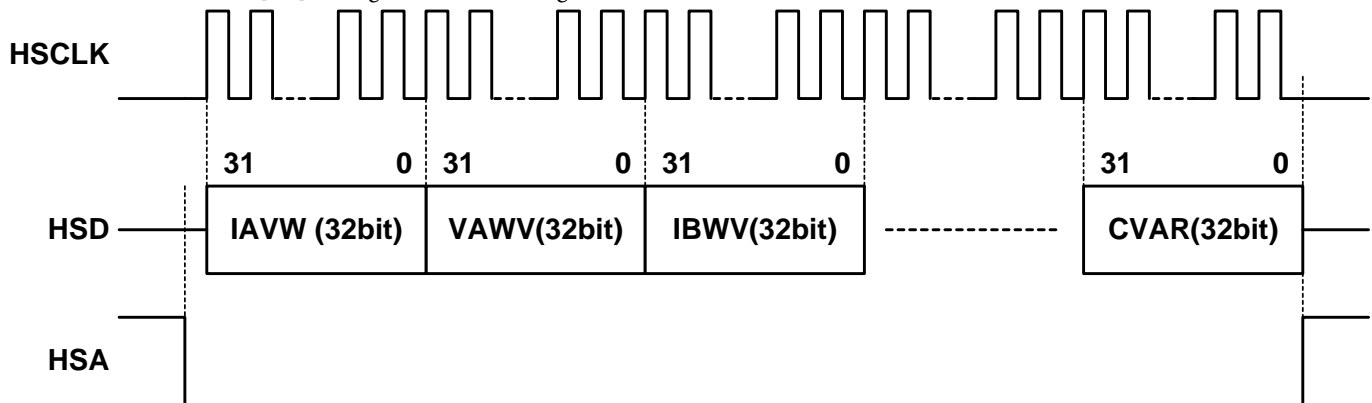 HSCLK
31 0 31 0 31 0 31 0
HSD IAVW (32bit) VAWV(32bit) IBWV(32bit) CVAR(32bit)
HSA